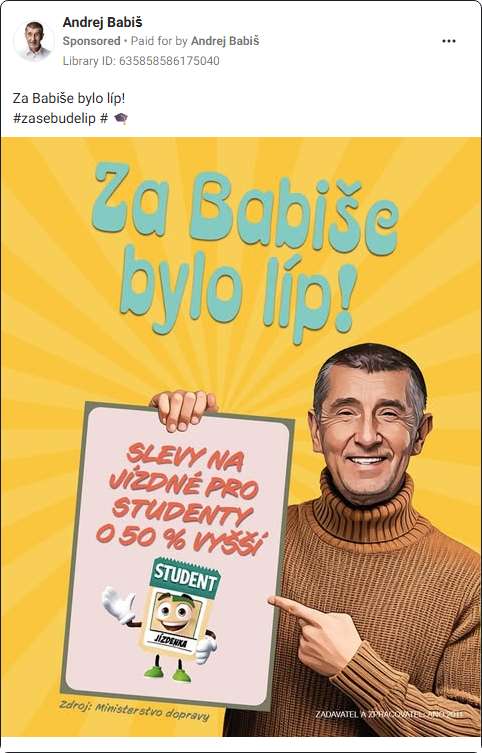 Andrej Babiš
Sponsored • Paid for by Andrej Babiš
Library ID: 635858586175040
Za Babiše bylo líp!
#zasebudelip #
Za Babiše
bylo líp!
SLEVY NA
JÍZDNÉ PRO
STUDENTY
O 50 % VYŠŠÍ
STUDENT
JÍZDENKA
Zdroj: Ministerstvo dopravy
ZADAVATEL A ZPRACOVATEL: ANO 2011